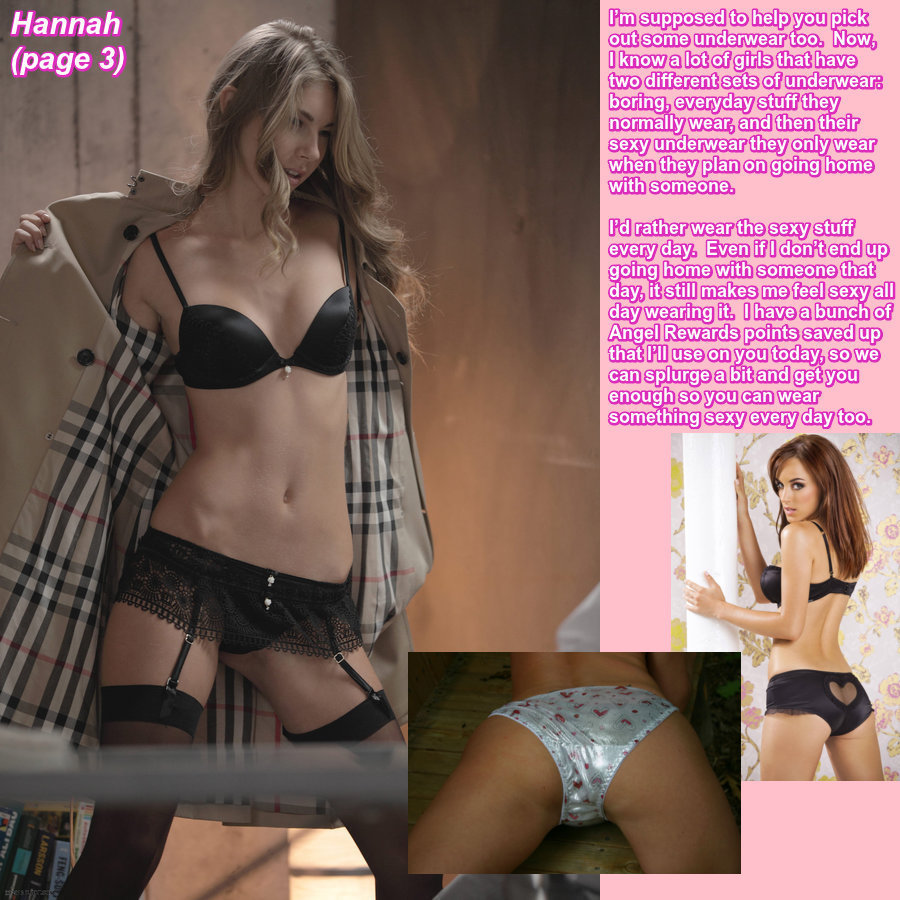 Hannah
(page 3)
I'm supposed to help you pick
out some underwear too.  Now,
I know a lot of girls that have
two different sets of underwear:
boring, everyday stuff they
normally wear, and then their
sexy underwear they only wear
when they plan on going home
with someone.
I'd rather wear the sexy stuff
every day.  Even if I don't end up
going home with someone that
day, it still makes me feel sexy all
day wearing it.  I have a bunch of
Angel Rewards points saved up
that I'll use on you today, so we
can splurge a bit and get you
enough so you can wear
something sexy every day too.
LARSSON